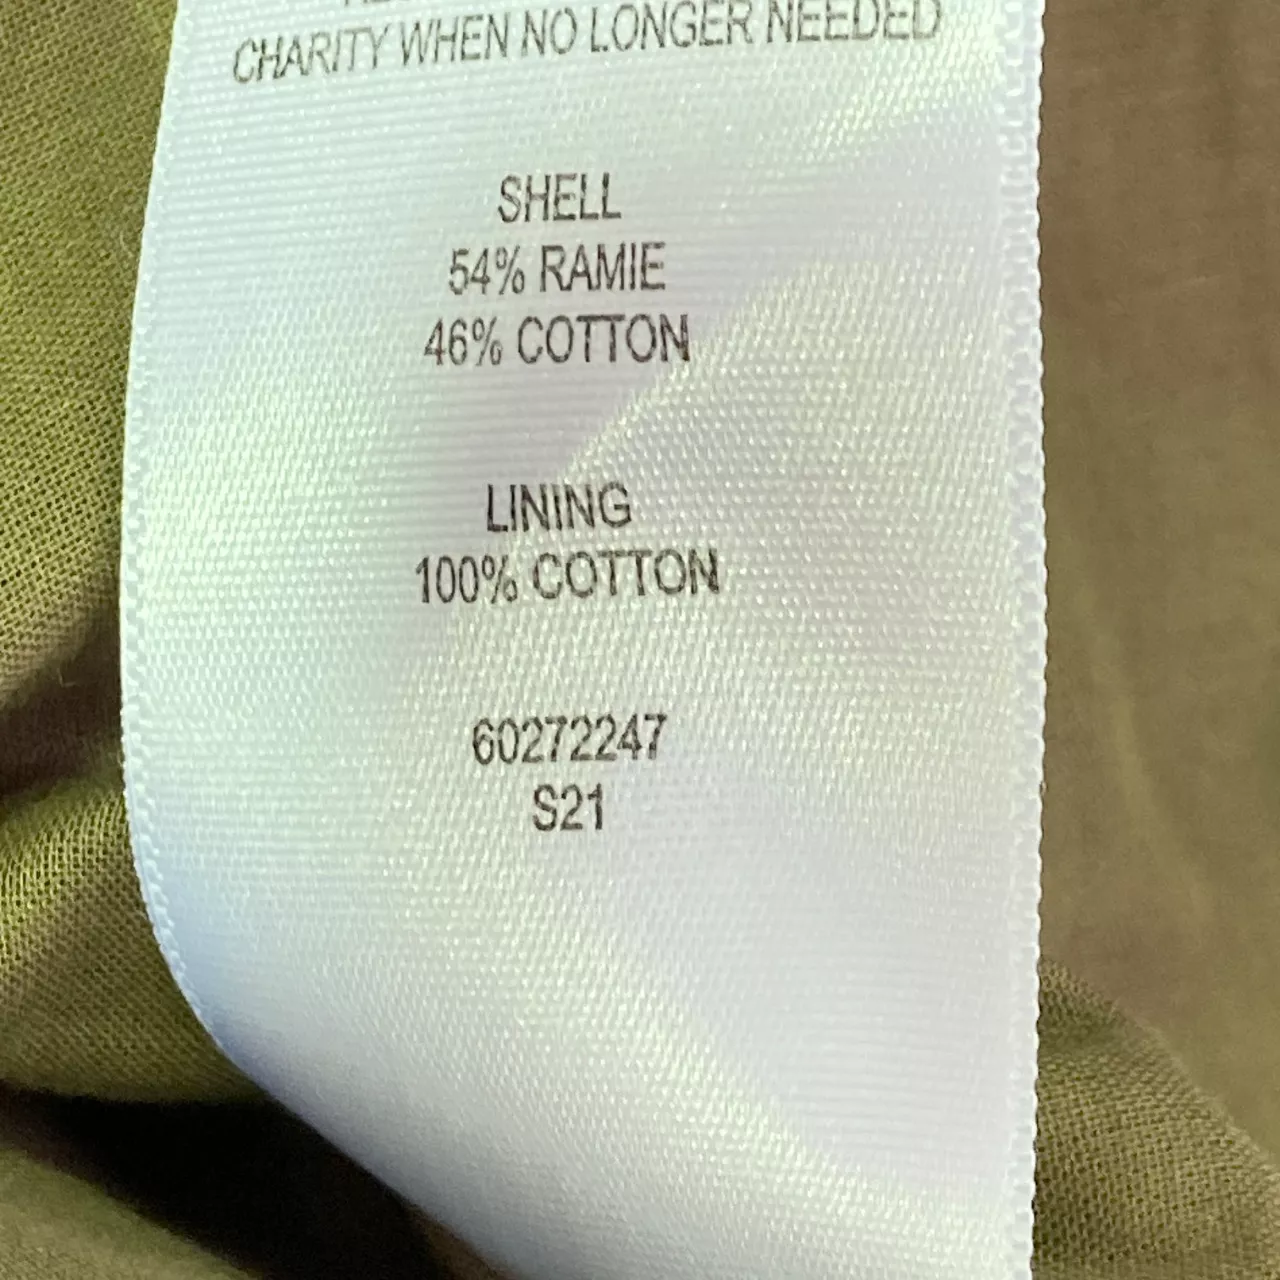 CHARITY WHEN NO LONGER NEEDED
SHELL
54% RAMIE
46% COTTON
LINING
100% COTTON
60272247
S21